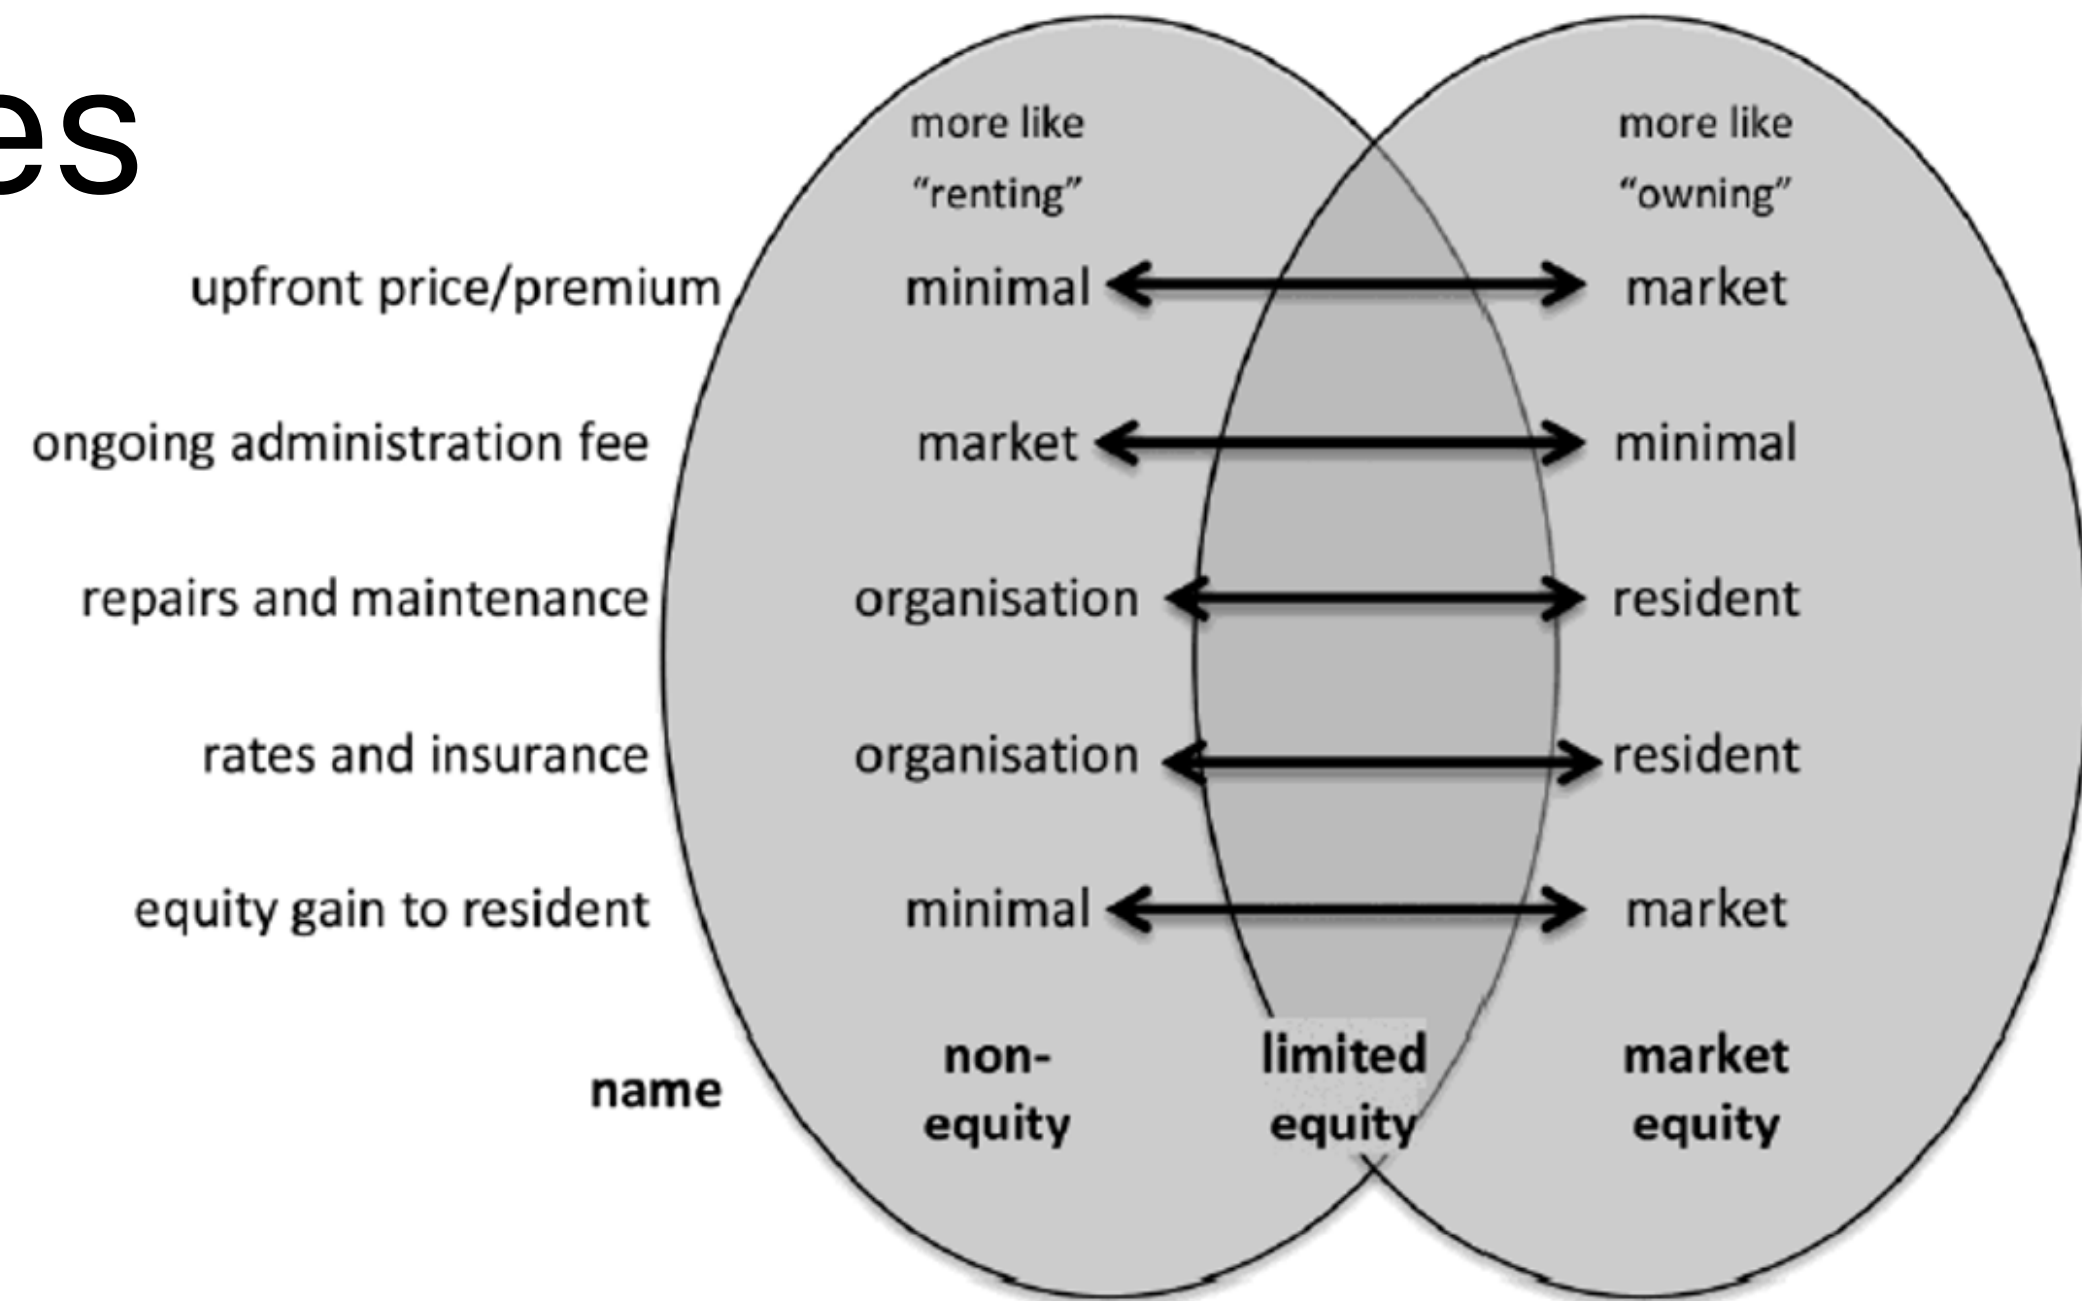 es
more like more like
“renting” “owning”
upfront price/premium minimal market
ongoing administration fee market minimal
repairs and maintenance organisation resident
rates and insurance organisation resident
equity gain to resident minimal market
name non-equity limited equity market equity